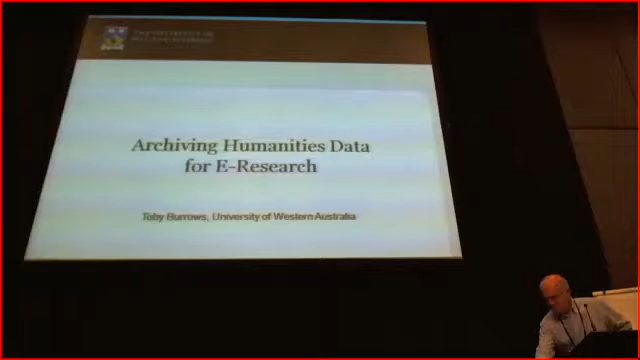 Archiving Humanities Data
for E-Research
Toby Burrows, University of Western Australia